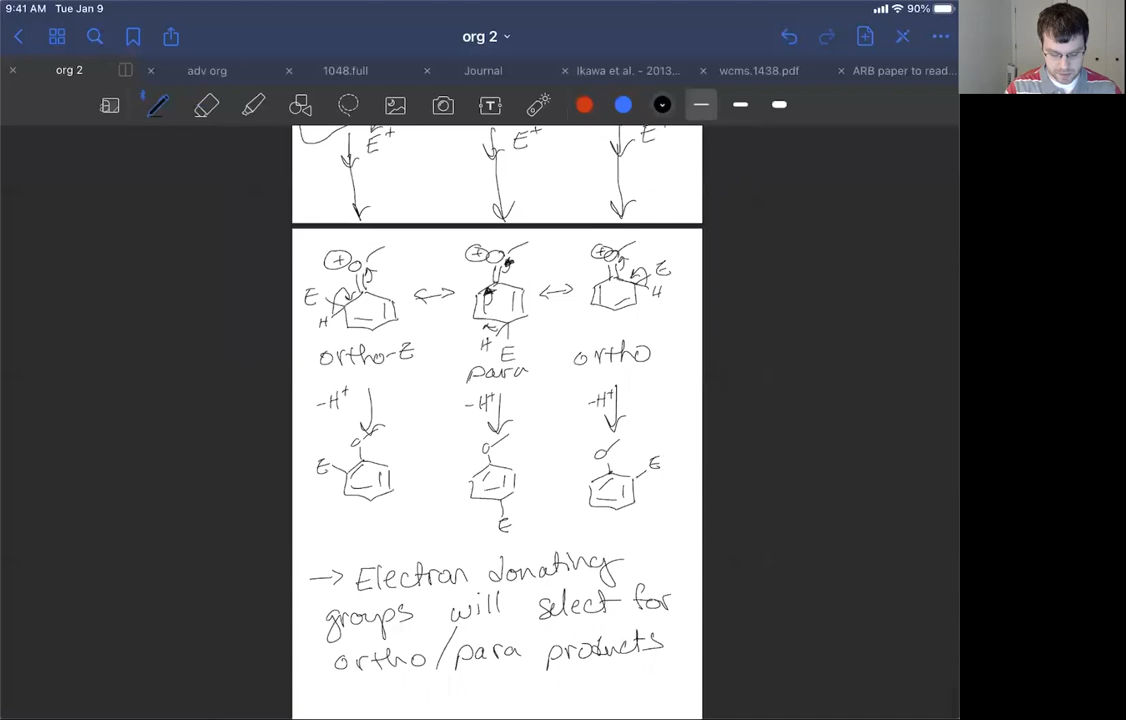 9:41 AM Tue Jan 9
90%
org 2
org 2
adv org
1048.full
Journal
Ikawa et al. - 2013...
wcms.1438.pdf
ARB paper to read...
T
E+ E+ E+
+ O + O + O
E E
H H H
E
ortho-E ortho
para
-H+ -H+ -H+
O O O
E E
E
→ Electron donating
groups will select for
ortho/para products